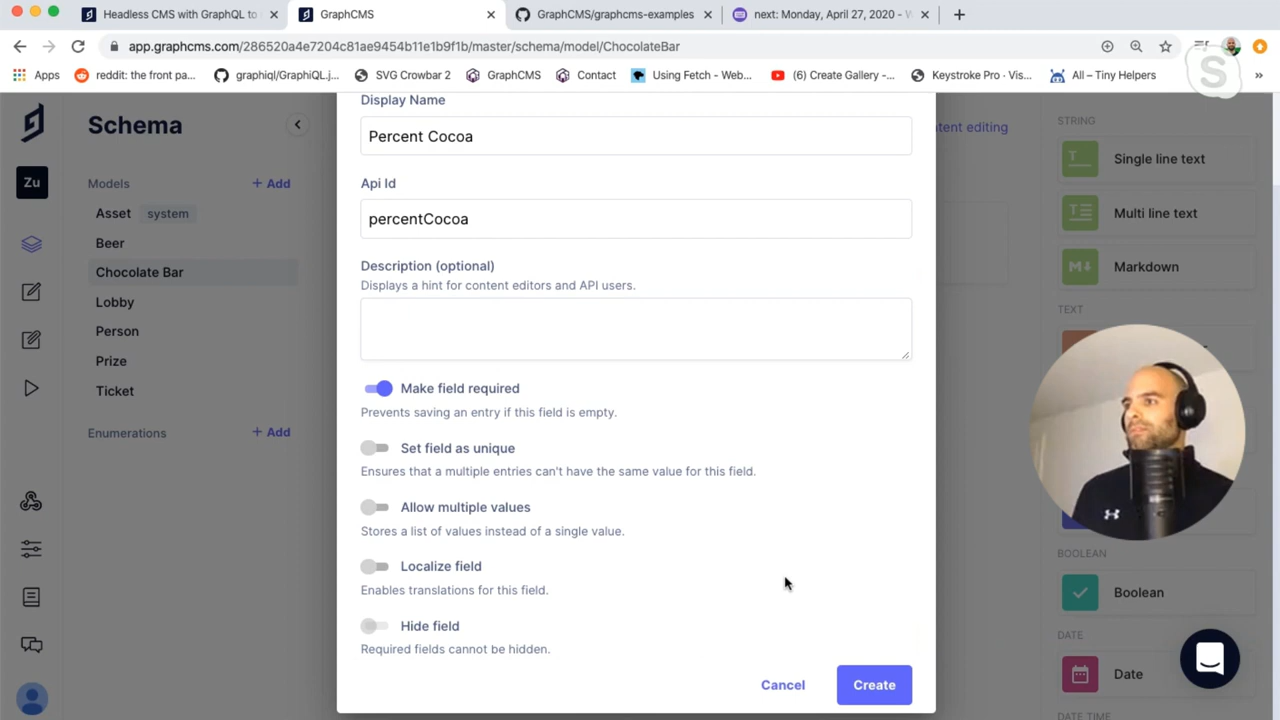 Headless CMS with GraphQL to
GraphCMS
GraphCMS/graphcms-examples
next: Monday, April 27, 2020 - W
app.graphcms.com/286520a4e7204c81ae9454b11e1b9f1b/master/schema/model/ChocolateBar
Apps
reddit: the front pa...
graphiql/GraphiQL.j...
SVG Crowbar 2
GraphCMS
Contact
Using Fetch - Web...
(6) Create Gallery -...
Keystroke Pro · Vis...
All – Tiny Helpers
»
Schema
Zu
Models
+ Add
Asset system
Beer
Chocolate Bar
Lobby
Person
Prize
Ticket
Enumerations
+ Add
Display Name
Percent Cocoa
Api Id
percentCocoa
Description (optional)
Displays a hint for content editors and API users.
Make field required
Prevents saving an entry if this field is empty.
Set field as unique
Ensures that a multiple entries can't have the same value for this field.
Allow multiple values
Stores a list of values instead of a single value.
Localize field
Enables translations for this field.
Hide field
Required fields cannot be hidden.
Cancel
Create
tent editing
STRING
Single line text
Multi line text
Markdown
TEXT
BOOLEAN
Boolean
DATE
Date
DATE TIME